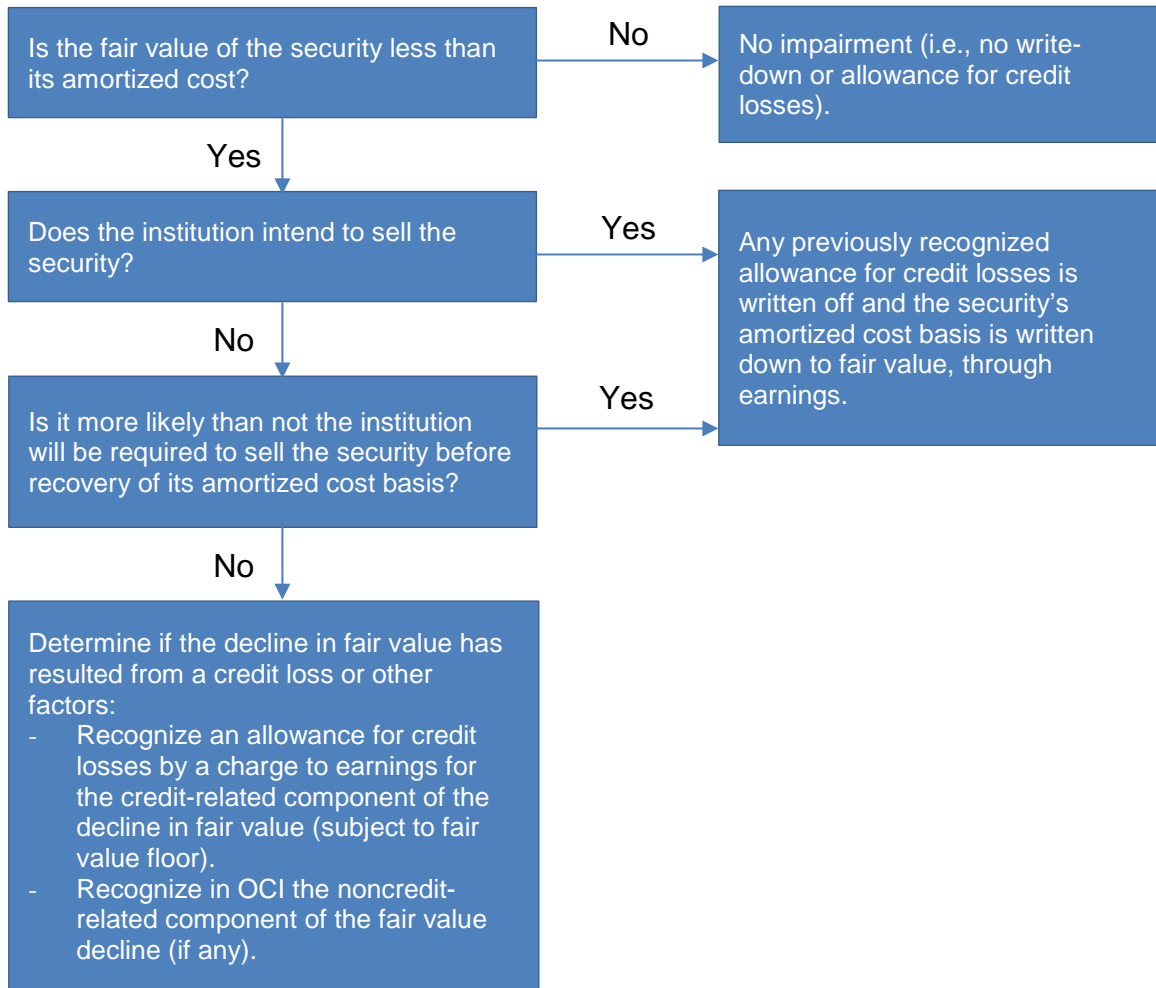 Is the fair value of the security less than
its amortized cost?
No
No impairment (i.e., no write-
down or allowance for credit
losses).
Yes
Does the institution intend to sell the
security?
Yes
Any previously recognized
allowance for credit losses is
written off and the security’s
amortized cost basis is written
down to fair value, through
earnings.
No
Is it more likely than not the institution
will be required to sell the security before
recovery of its amortized cost basis?
Yes
No
Determine if the decline in fair value has
resulted from a credit loss or other
factors:
- Recognize an allowance for credit
losses by a charge to earnings for
the credit-related component of the
decline in fair value (subject to fair
value floor).
- Recognize in OCI the noncredit-
related component of the fair value
decline (if any).